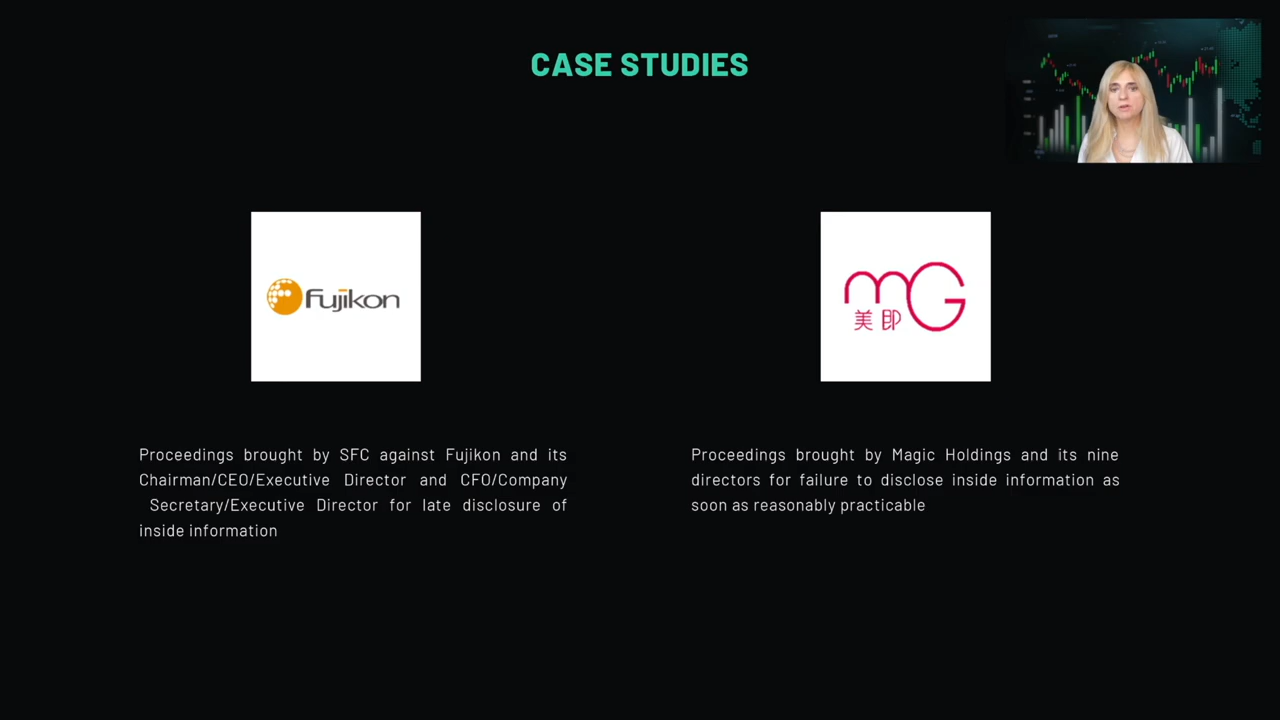 CASE STUDIES
Fujikon
mG
美即
Proceedings brought by SFC against Fujikon and its
Chairman/CEO/Executive Director and CFO/Company
Secretary/Executive Director for late disclosure of
inside information
Proceedings brought by Magic Holdings and its nine
directors for failure to disclose inside information as
soon as reasonably practicable